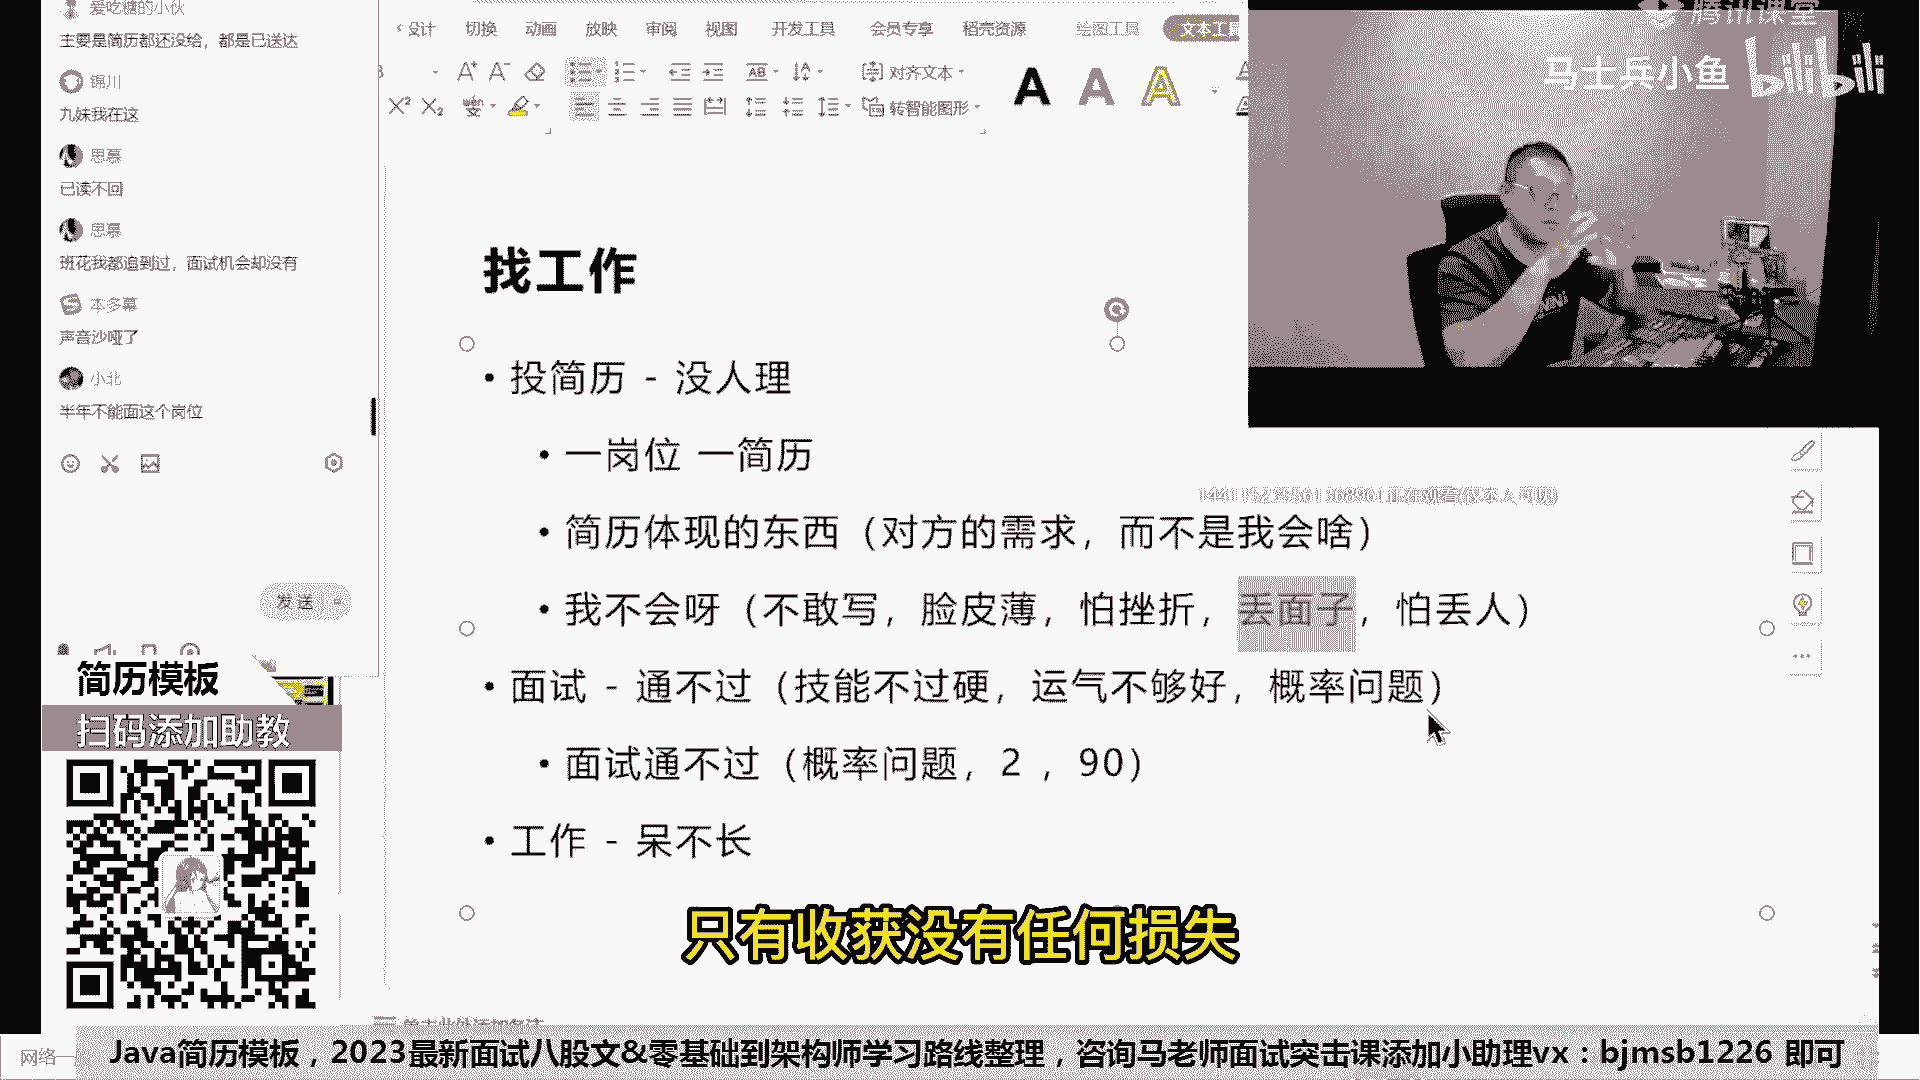 爱吃糖的小伙
主要是简历都还没给，都是已送达
锦川
九妹我在这
思慕
已读不回
思慕
班花我都追到过，面试机会却没有
本多幕
声音沙哑了
小北
半年不能面这个岗位
发送
设计 切换 动画 放映 审阅 视图 开发工具 会员专享 稻壳资源 绘图工具 文本工具
对齐文本
转智能图形
腾讯课堂
马士兵小鱼 bilibili
找工作
• 投简历 - 没人理
• 一岗位 一简历
• 简历体现的东西（对方的需求，而不是我会啥）
• 我不会呀（不敢写，脸皮薄，怕挫折，丢面子，怕丢人）
• 面试 - 通不过（技能不过硬，运气不够好，概率问题）
• 面试通不过（概率问题，2 ，90）
• 工作 - 呆不长
只有收获没有任何损失
简历模板
扫码添加助教
单击此处添加备注
网络
Java简历模板，2023最新面试八股文&零基础到架构师学习路线整理，咨询马老师面试突击课添加小助理vx：bjmsb1226 即可